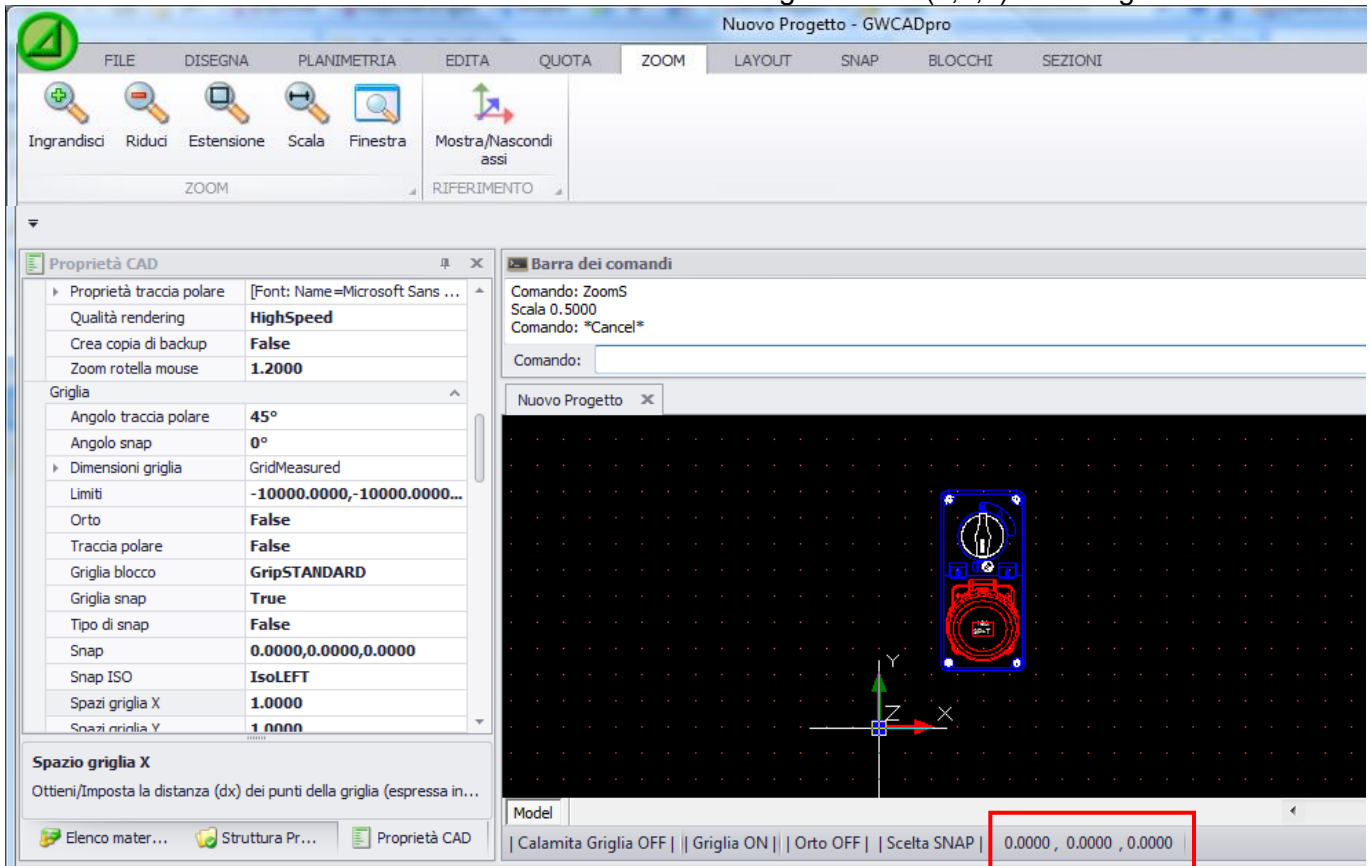 Nuovo Progetto - GWCADpro
FILE DISEGNA PLANIMETRIA EDITA QUOTA ZOOM LAYOUT SNAP BLOCCHI SEZIONI
Ingrandisci Riduci Estensione Scala Finestra Mostra/Nascondi
assi
ZOOM RIFERIMENTO
Proprietà CAD
Proprietà traccia polare [Font: Name=Microsoft Sans ...
Qualità rendering HighSpeed
Crea copia di backup False
Zoom rotella mouse 1.2000
Griglia
Angolo traccia polare 45°
Angolo snap 0°
Dimensioni griglia GridMeasured
Limiti -10000.0000,-10000.0000...
Orto False
Traccia polare False
Griglia blocco GripSTANDARD
Griglia snap True
Tipo di snap False
Snap 0.0000,0.0000,0.0000
Snap ISO IsoLEFT
Spazi griglia X 1.0000
Spazi griglia Y 1.0000
Spazio griglia X
Ottieni/Imposta la distanza (dx) dei punti della griglia (espressa in...
Elenco mater... Struttura Pr... Proprietà CAD
Barra dei comandi
Comando: ZoomS
Scala 0.5000
Comando: *Cancel*
Comando:
Nuovo Progetto
Y
Z X
Model
| Calamita Griglia OFF | | Griglia ON | | Orto OFF | | Scelta SNAP | 0.0000 , 0.0000 , 0.0000